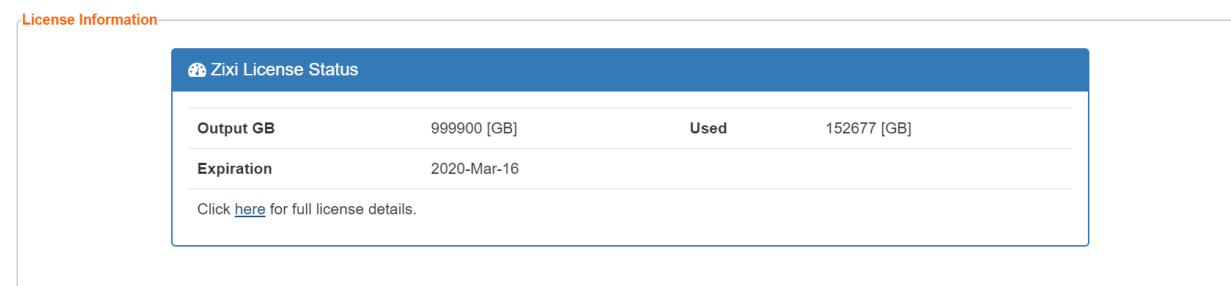 License Information
Zixi License Status
Output GB 999900 [GB] Used 152677 [GB]
Expiration 2020-Mar-16
Click here for full license details.